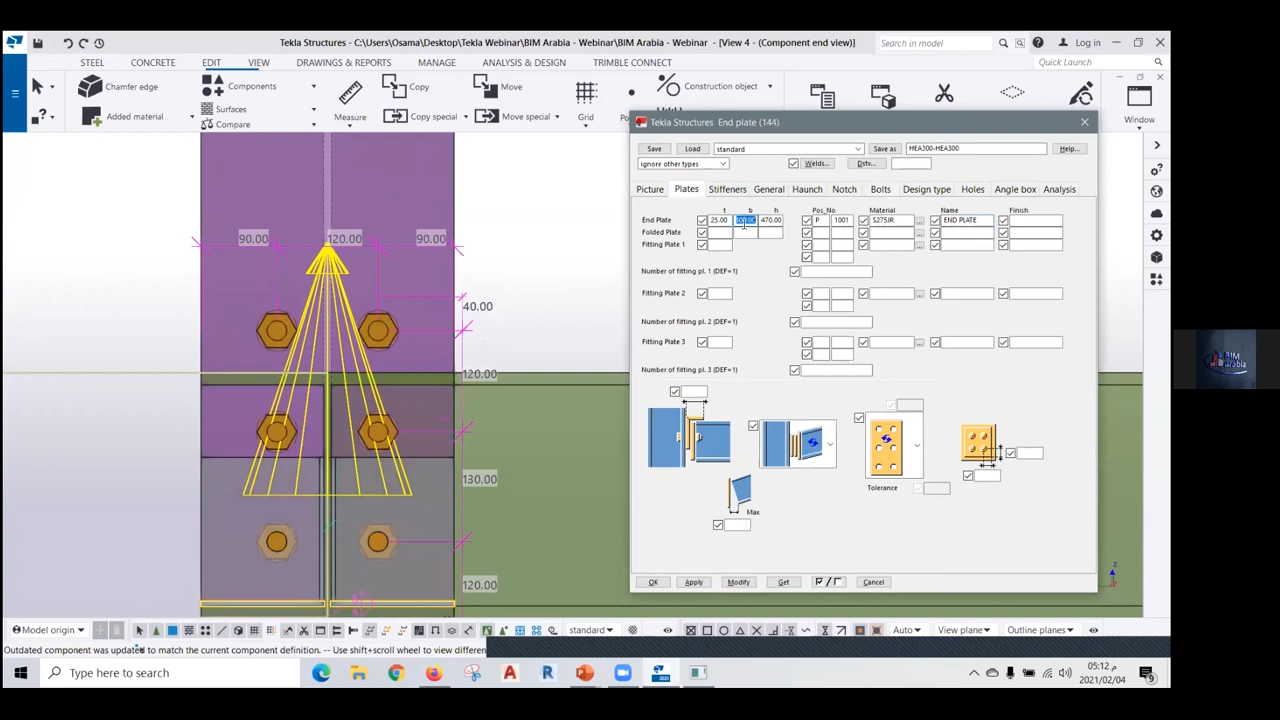 Tekla Structures - C:\Users\Osama\Desktop\Tekla Webinar\BIM Arabia - Webinar\BIM Arabia - Webinar - [View 4 - (Component end view)]
Search in model
Log in
STEEL CONCRETE EDIT VIEW DRAWINGS & REPORTS MANAGE ANALYSIS & DESIGN TRIMBLE CONNECT
Quick Launch
Chamfer edge
Added material
Components
Surfaces
Compare
Measure
Copy
Copy special
Move
Move special
Grid
Construction object
Window
Tekla Structures End plate (144)
Save Load standard Save as HEA300-HEA300 Help...
ignore other types Welds... Dstv...
Picture Plates Stiffeners General Haunch Notch Bolts Design type Holes Angle box Analysis
t b h Pos_No Material Name Finish
End Plate 25.00 470.00 P 1001 S275JR ... END PLATE
Folded Plate ...
Fitting Plate 1 ...
Number of fitting pl. 1 (DEF=1)
Fitting Plate 2 ...
Number of fitting pl. 2 (DEF=1)
Fitting Plate 3 ...
Number of fitting pl. 3 (DEF=1)
Tolerance
Max
OK Apply Modify Get / Cancel
90.00 120.00 90.00
40.00
120.00
130.00
120.00
z
BIM
arabia
Model origin
standard
Auto
View plane
Outline planes
Outdated component was updated to match the current component definition. -- Use shift+scroll wheel to view differen
Type here to search
05:12 م
2021/02/04
9